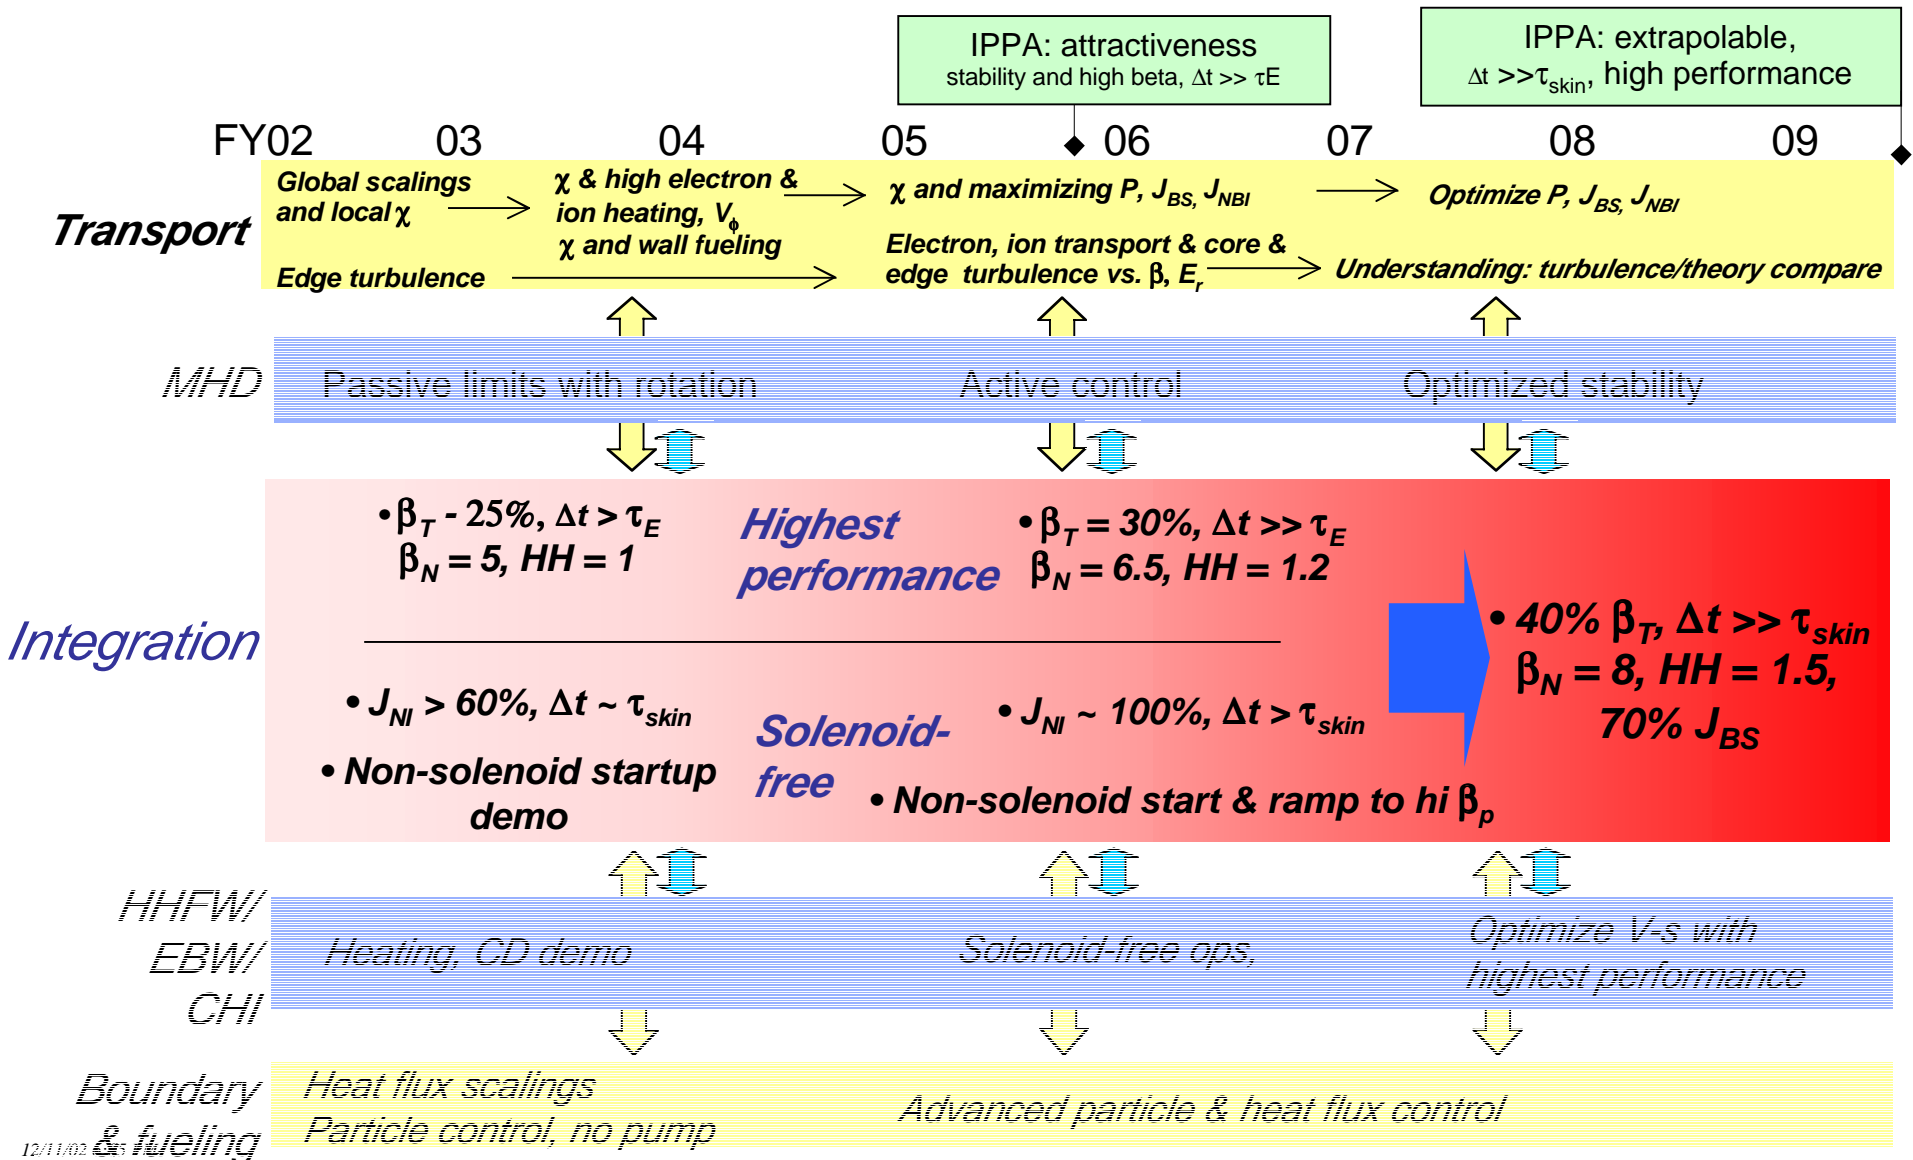 IPPA: attractiveness
stability and high beta, Δt >> τE
IPPA: extrapolable,
Δt >>τskin, high performance
FY02 03 04 05 06 07 08 09
Transport
Global scalings
and local χ
χ & high electron &
ion heating, Vϕ
χ and wall fueling
χ and maximizing P, JBS, JNBI
Optimize P, JBS, JNBI
Edge turbulence
Electron, ion transport & core &
edge turbulence vs. β, Er
Understanding: turbulence/theory compare
MHD
Passive limits with rotation
Active control
Optimized stability
Integration
• βT - 25%, Δt > τE
βN = 5, HH = 1
Highest
performance
• βT = 30%, Δt >> τE
βN = 6.5, HH = 1.2
• 40% βT, Δt >> τskin
βN = 8, HH = 1.5,
70% JBS
• JNI > 60%, Δt ~ τskin
• Non-solenoid startup
demo
Solenoid-
free
• JNI ~ 100%, Δt > τskin
• Non-solenoid start & ramp to hi βp
HHFW/
EBW/
CHI
Heating, CD demo
Solenoid-free ops,
Optimize V-s with
highest performance
Boundary
& fueling
Heat flux scalings
Particle control, no pump
Advanced particle & heat flux control
12/11/02